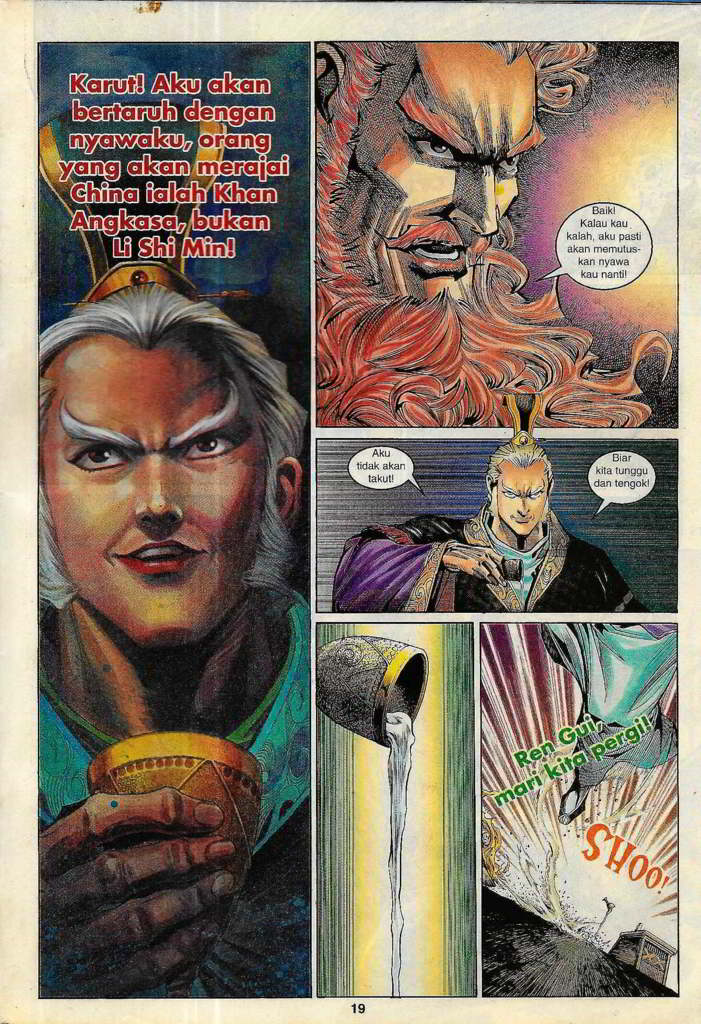 Karut! Aku akan
bertaruh dengan
nyawaku, orang
yang akan merajai
China ialah Khan
Angkasa, bukan
Li Shi Min!
Baik!
Kalau kau
kalah, aku pasti
akan memutus-
kan nyawa
kau nanti!
Aku
tidak akan
takut!
Biar
kita tunggu
dan tengok!
Ren Gui,
mari kita pergi!
SHOO!
19